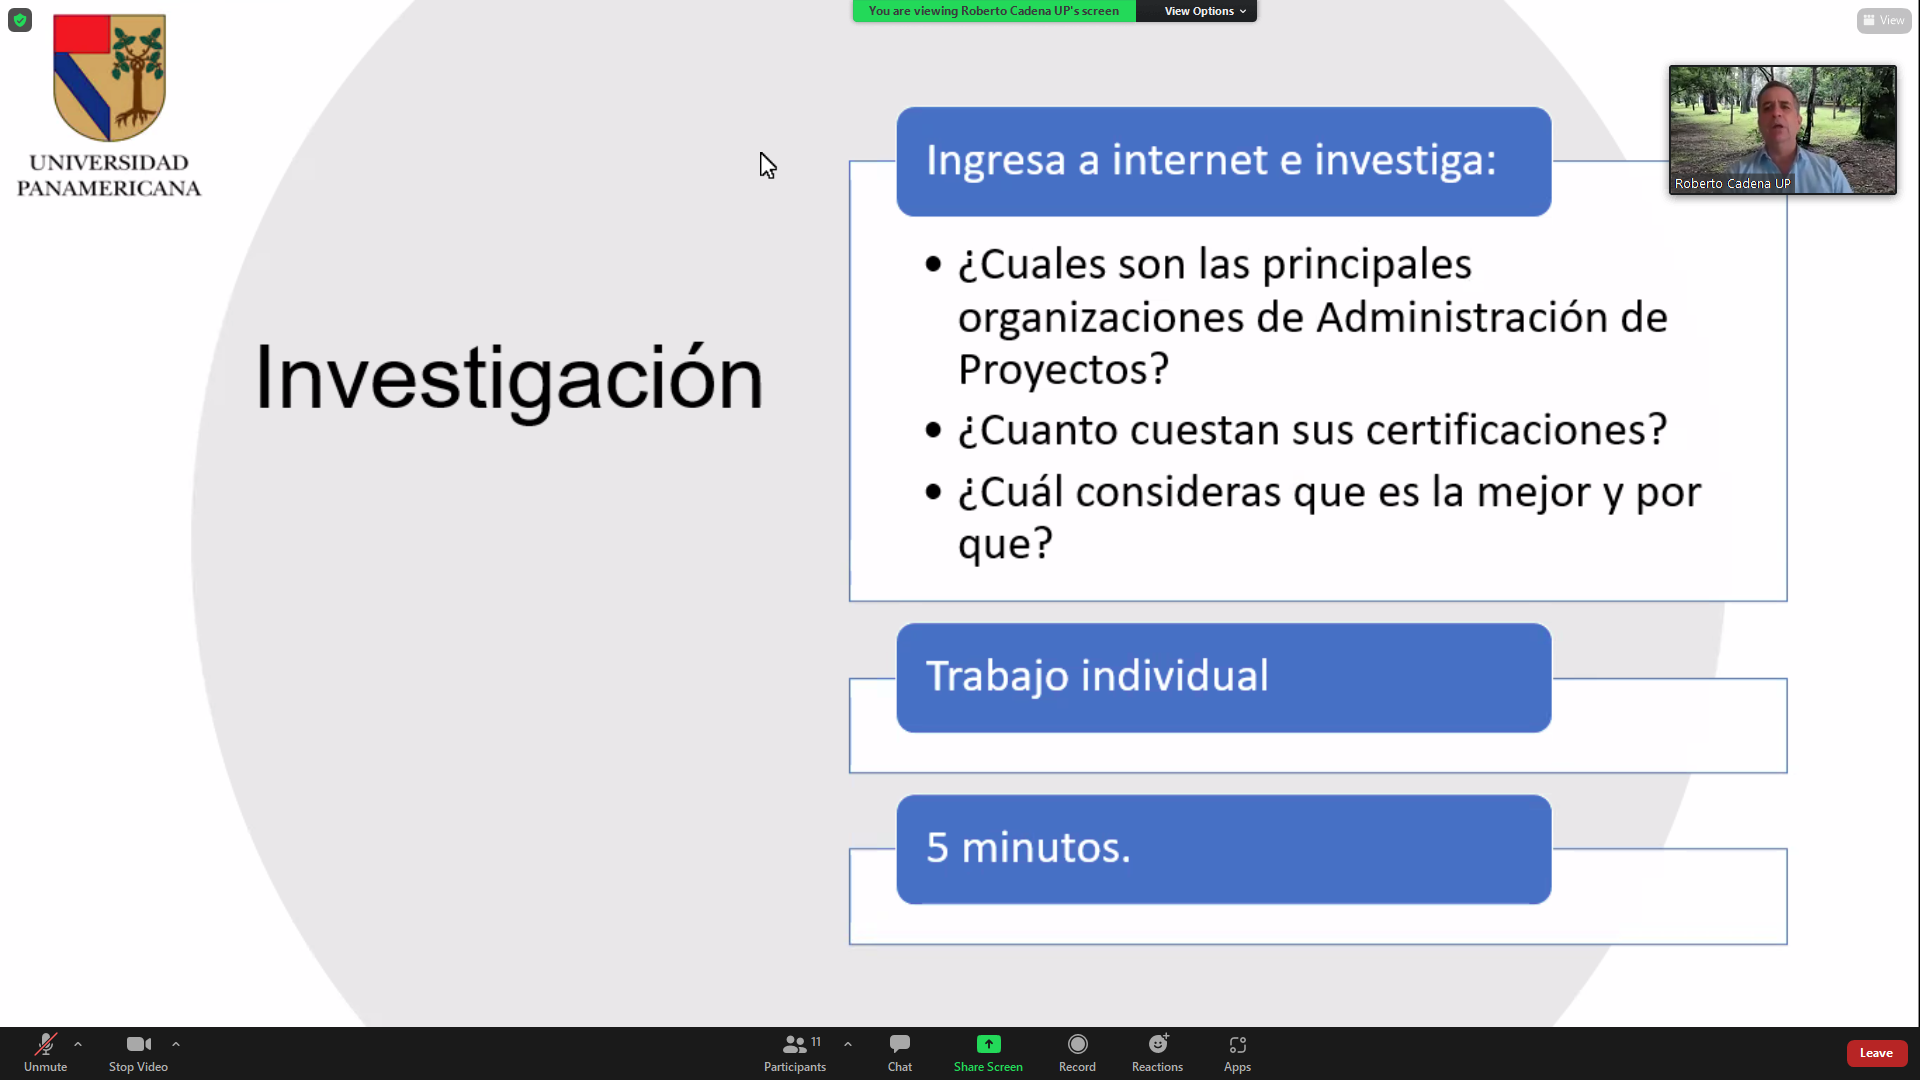 You are viewing Roberto Cadena UP's screen
View Options
View
UNIVERSIDAD
PANAMERICANA
Roberto Cadena UP
Investigación
Ingresa a internet e investiga:
• ¿Cuales son las principales
organizaciones de Administración de
Proyectos?
• ¿Cuanto cuestan sus certificaciones?
• ¿Cuál consideras que es la mejor y por
que?
Trabajo individual
5 minutos.
Unmute
Stop Video
Participants
11
Chat
Share Screen
Record
Reactions
Apps
Leave